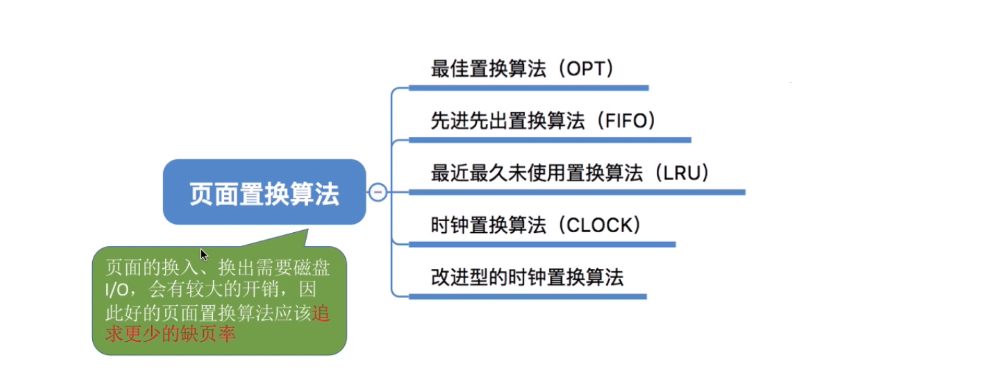 最佳置换算法（OPT）
先进先出置换算法（FIFO）
最近最久未使用置换算法（LRU）
页面置换算法
时钟置换算法（CLOCK）
改进型的时钟置换算法
页面的换入、换出需要磁盘
I/O，会有较大的开销，因
此好的页面置换算法应该追
求更少的缺页率